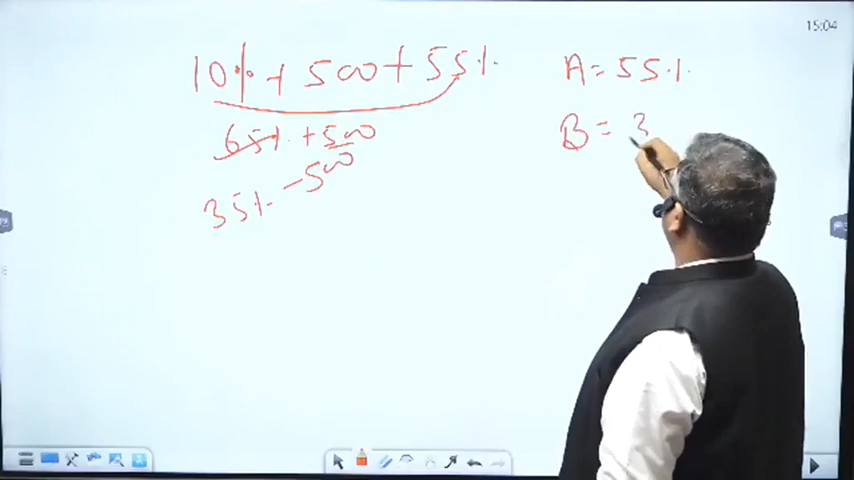 15:04
10% + 500 + 55%.
65% + 500
35% - 500
A = 55%.
B = 3